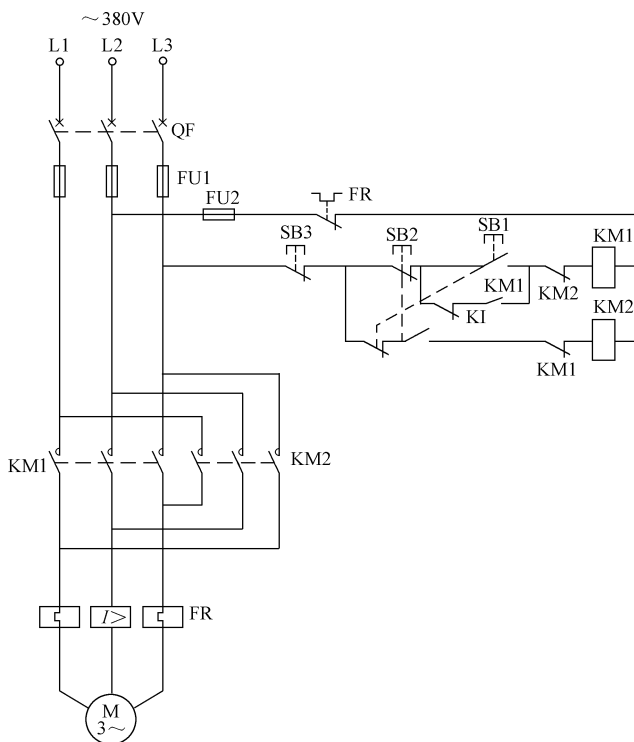 ～380V
L1 L2 L3
QF
FU1
FU2
FR
SB3 SB2 SB1
KM1
KM1
KM2
KI
KM2
KM1
KM1
KM2
I>
FR
M
3～